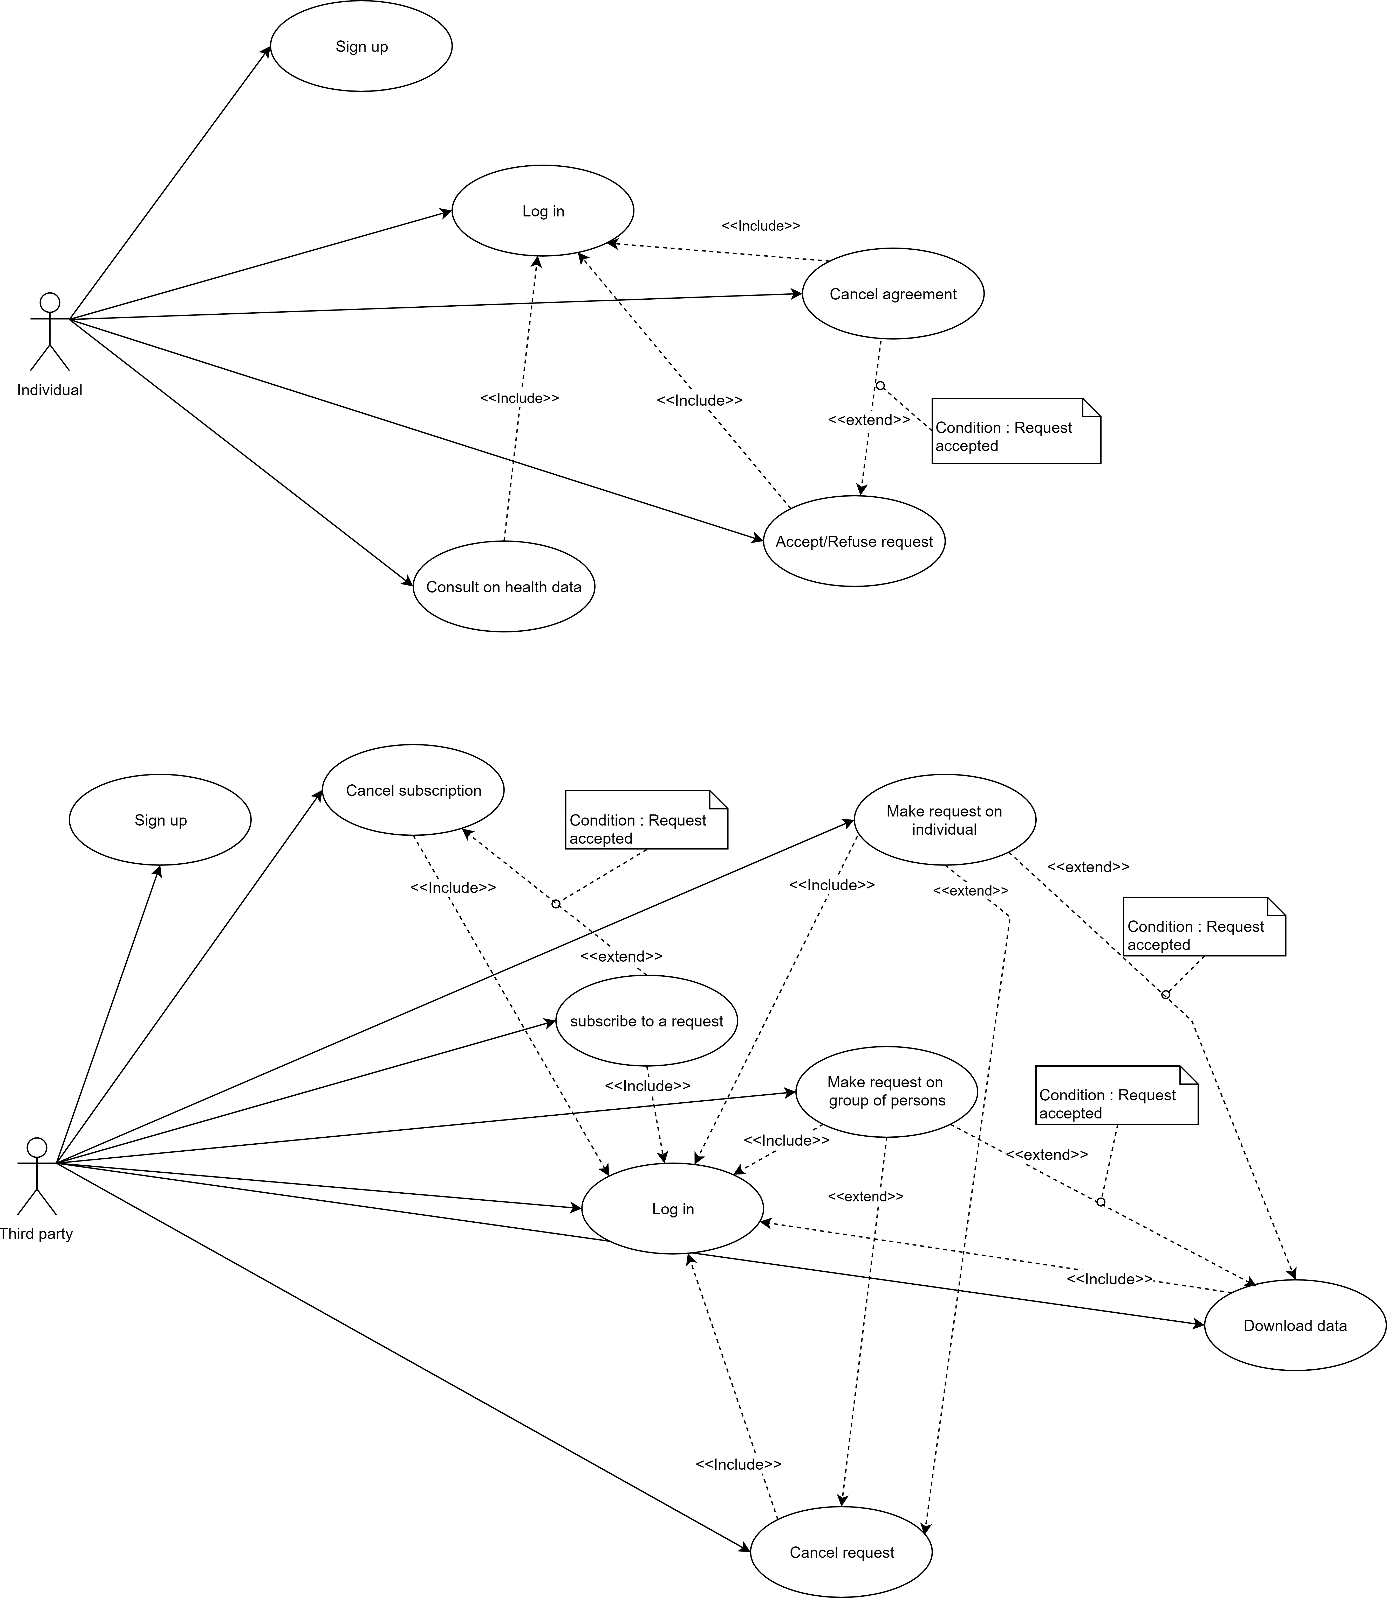 Sign up
Log in
<<Include>>
Cancel agreement
Individual
<<Include>>
<<Include>>
<<extend>>
Condition : Request
accepted
Accept/Refuse request
Consult on health data
Cancel subscription
Sign up
Condition : Request
accepted
Make request on
individual
<<Include>>
<<Include>>
<<extend>>
<<extend>>
Condition : Request
accepted
<<extend>>
subscribe to a request
<<Include>>
Make request on
group of persons
Condition : Request
accepted
<<Include>>
<<extend>>
<<extend>>
Log in
Third party
<<Include>>
Download data
<<Include>>
Cancel request